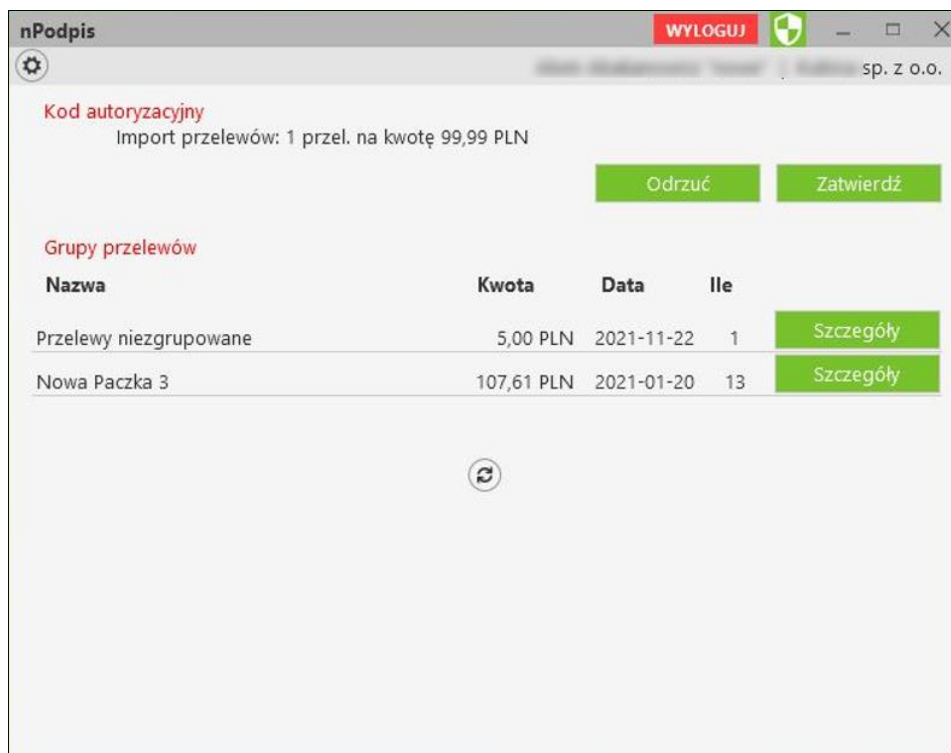 nPodpis WYLOGUJ
sp. z o.o.
Kod autoryzacyjny
Import przelewów: 1 przel. na kwotę 99,99 PLN
Odrzuć Zatwierdź
Grupy przelewów
Nazwa Kwota Data Ile
Przelewy niezgrupowane 5,00 PLN 2021-11-22 1 Szczegóły
Nowa Paczka 3 107,61 PLN 2021-01-20 13 Szczegóły